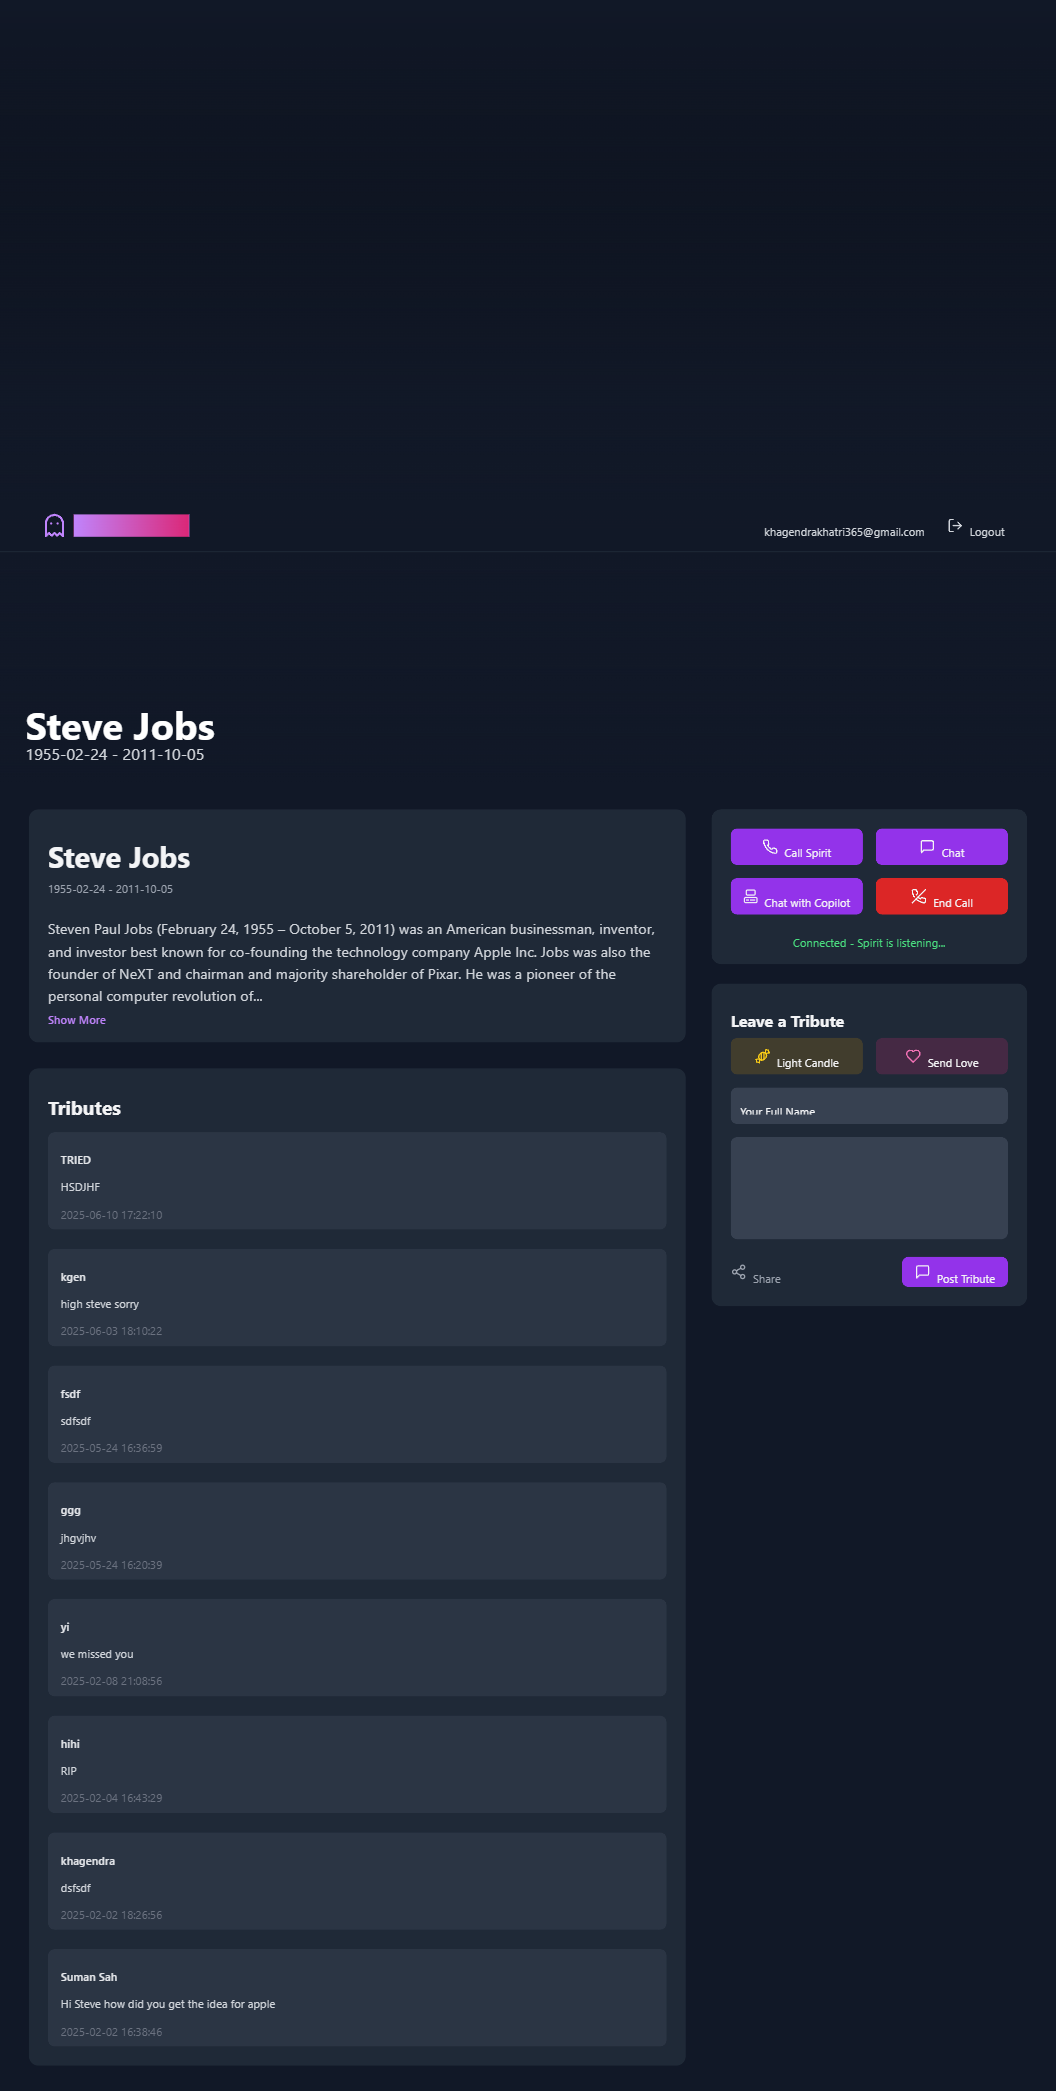 khagendrakhatri365@gmail.com
Logout
Steve Jobs
1955-02-24 - 2011-10-05
Steve Jobs
1955-02-24 - 2011-10-05
Steven Paul Jobs (February 24, 1955 – October 5, 2011) was an American businessman, inventor,
and investor best known for co-founding the technology company Apple Inc. Jobs was also the
founder of NeXT and chairman and majority shareholder of Pixar. He was a pioneer of the
personal computer revolution of...
Show More
Tributes
TRIED
HSDJHF
2025-06-10 17:22:10
kgen
high steve sorry
2025-06-03 18:10:22
fsdf
sdfsdf
2025-05-24 16:36:59
ggg
jhgvjhv
2025-05-24 16:20:39
yi
we missed you
2025-02-08 21:08:56
hihi
RIP
2025-02-04 16:43:29
khagendra
dsfsdf
2025-02-02 18:26:56
Suman Sah
Hi Steve how did you get the idea for apple
2025-02-02 16:38:46
Call Spirit
Chat
Chat with Copilot
End Call
Connected - Spirit is listening...
Leave a Tribute
Light Candle
Send Love
Your Full Name
Share
Post Tribute